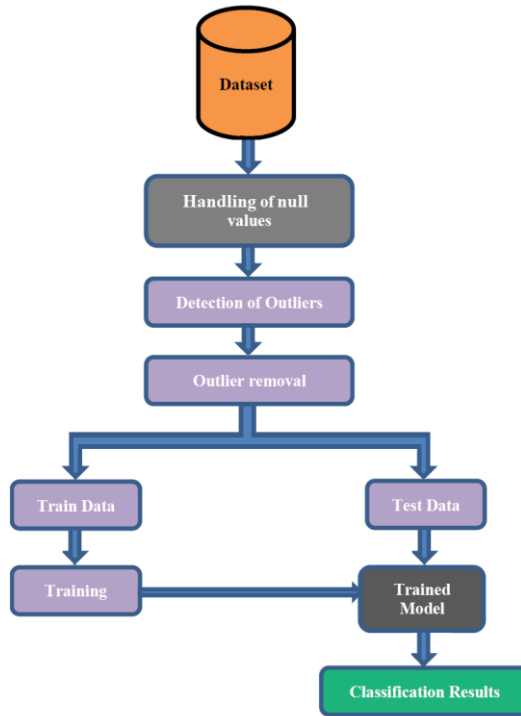 Dataset
Handling of null
values
Detection of Outliers
Outlier removal
Train Data
Test Data
Training
Trained
Model
Classification Results